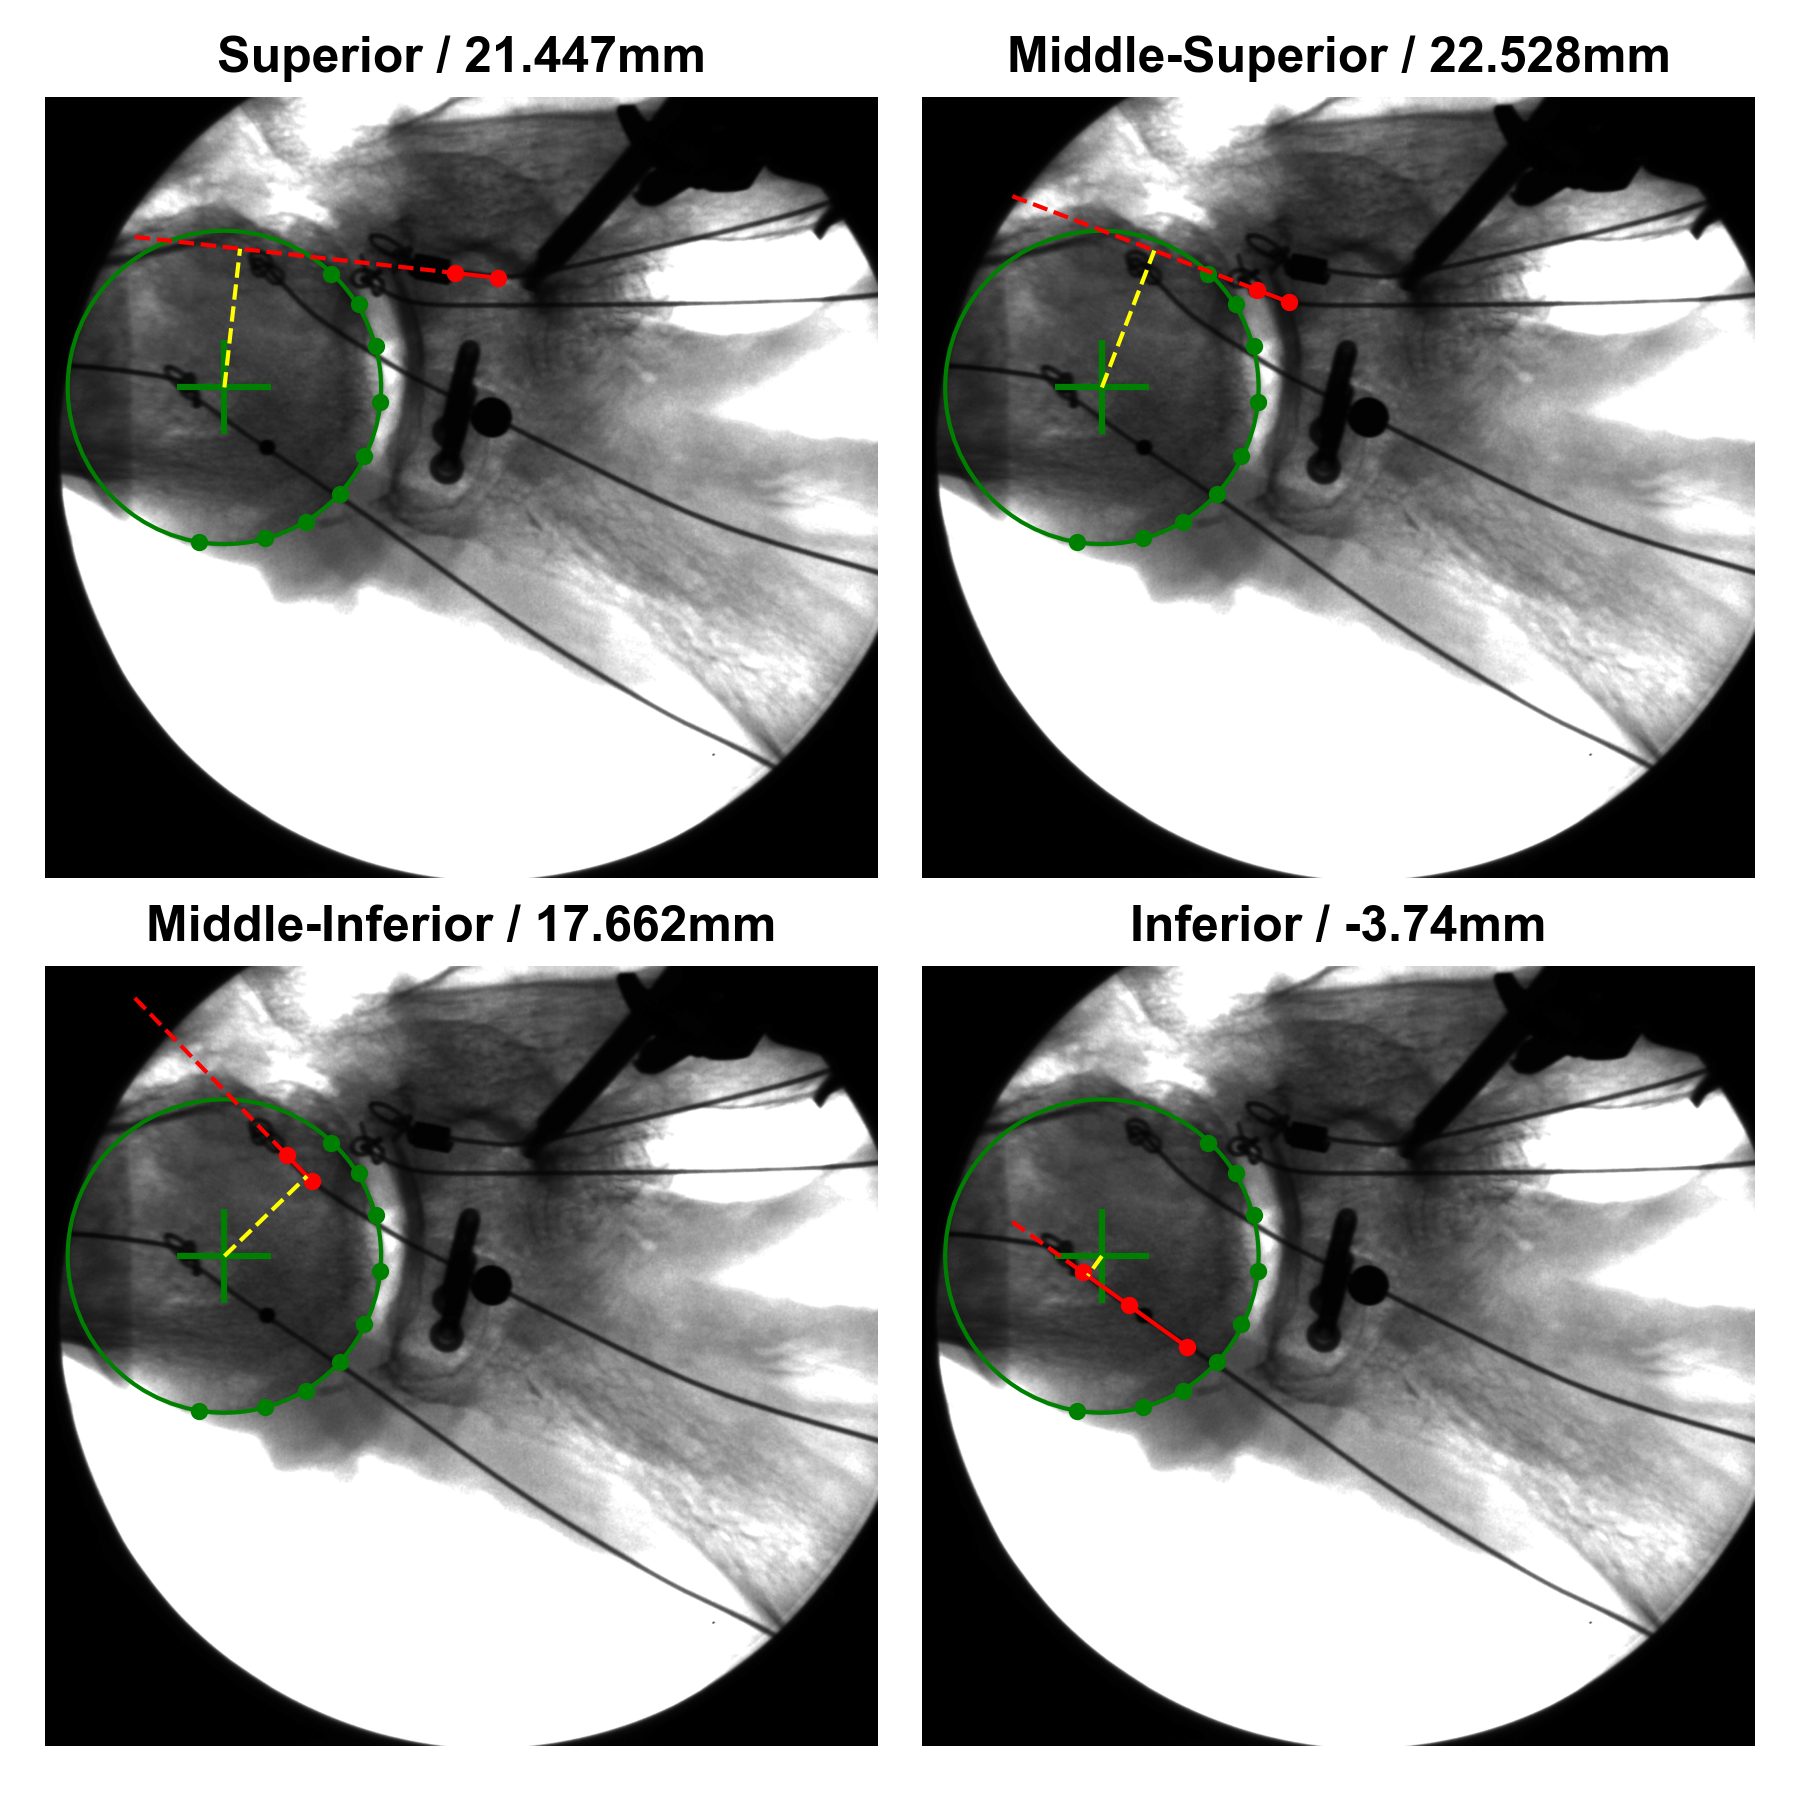 Superior / 21.447mm
Middle-Superior / 22.528mm
Middle-Inferior / 17.662mm
Inferior / -3.74mm